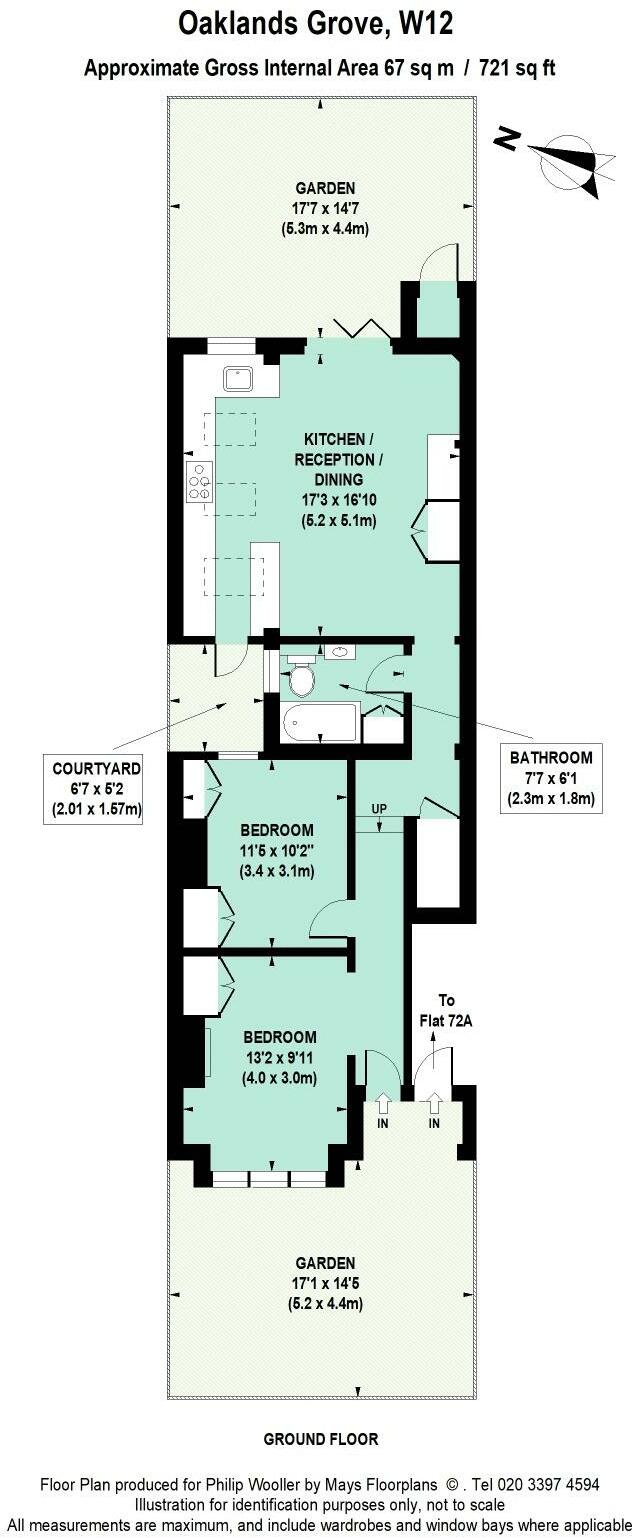 Oaklands Grove, W12
Approximate Gross Internal Area 67 sq m / 721 sq ft
N
GARDEN
17'7 x 14'7
(5.3m x 4.4m)
KITCHEN /
RECEPTION /
DINING
17'3 x 16'10
(5.2 x 5.1m)
COURTYARD
6'7 x 5'2
(2.01 x 1.57m)
BATHROOM
7'7 x 6'1
(2.3m x 1.8m)
UP
BEDROOM
11'5 x 10'2"
(3.4 x 3.1m)
To
Flat 72A
BEDROOM
13'2 x 9'11
(4.0 x 3.0m)
IN
IN
GARDEN
17'1 x 14'5
(5.2 x 4.4m)
GROUND FLOOR
Floor Plan produced for Philip Wooller by Mays Floorplans © . Tel 020 3397 4594
Illustration for identification purposes only, not to scale
All measurements are maximum, and include wardrobes and window bays where applicable